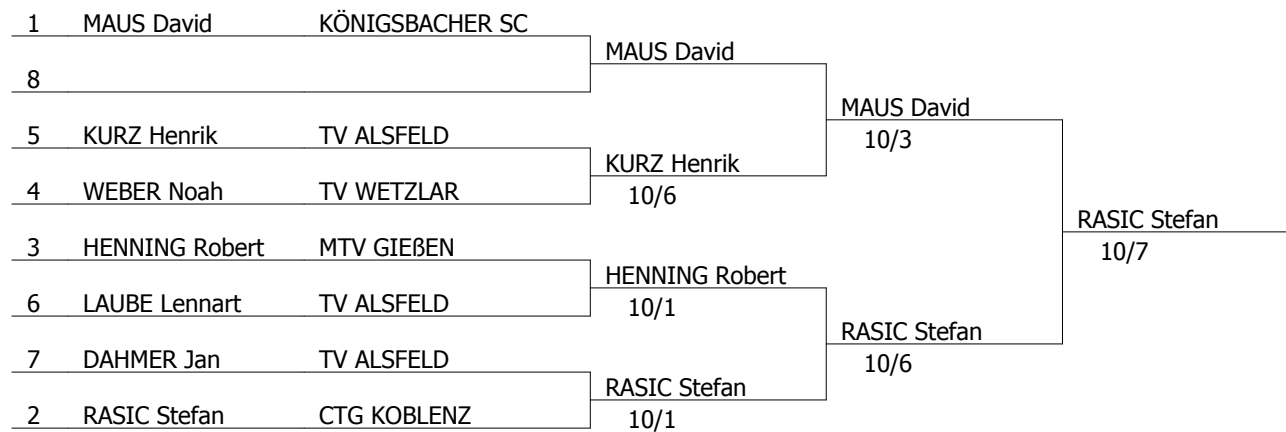 1 MAUS David KÖNIGSBACHER SC
MAUS David
8
MAUS David
5 KURZ Henrik TV ALSFELD
10/3
KURZ Henrik
4 WEBER Noah TV WETZLAR
10/6
RASIC Stefan
3 HENNING Robert MTV GIEßEN
10/7
HENNING Robert
6 LAUBE Lennart TV ALSFELD
10/1
RASIC Stefan
7 DAHMER Jan TV ALSFELD
10/6
RASIC Stefan
2 RASIC Stefan CTG KOBLENZ
10/1